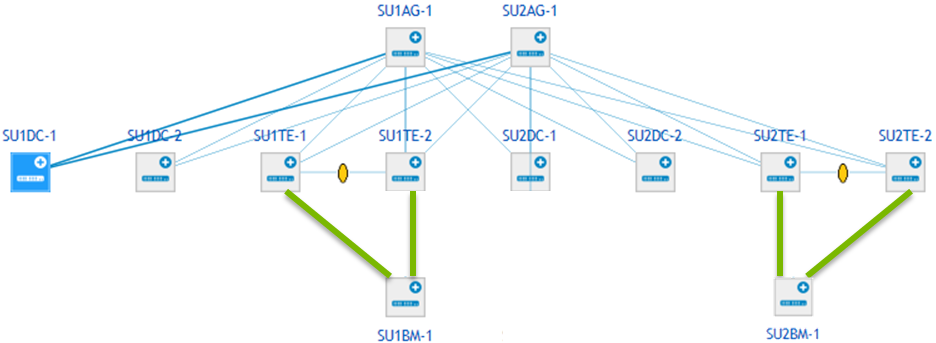 SU1AG-1 SU2AG-1
SU1DC-1 SU1DC-2 SU1TE-1 SU1TE-2 SU2DC-1 SU2DC-2 SU2TE-1 SU2TE-2
SU1BM-1 SU2BM-1